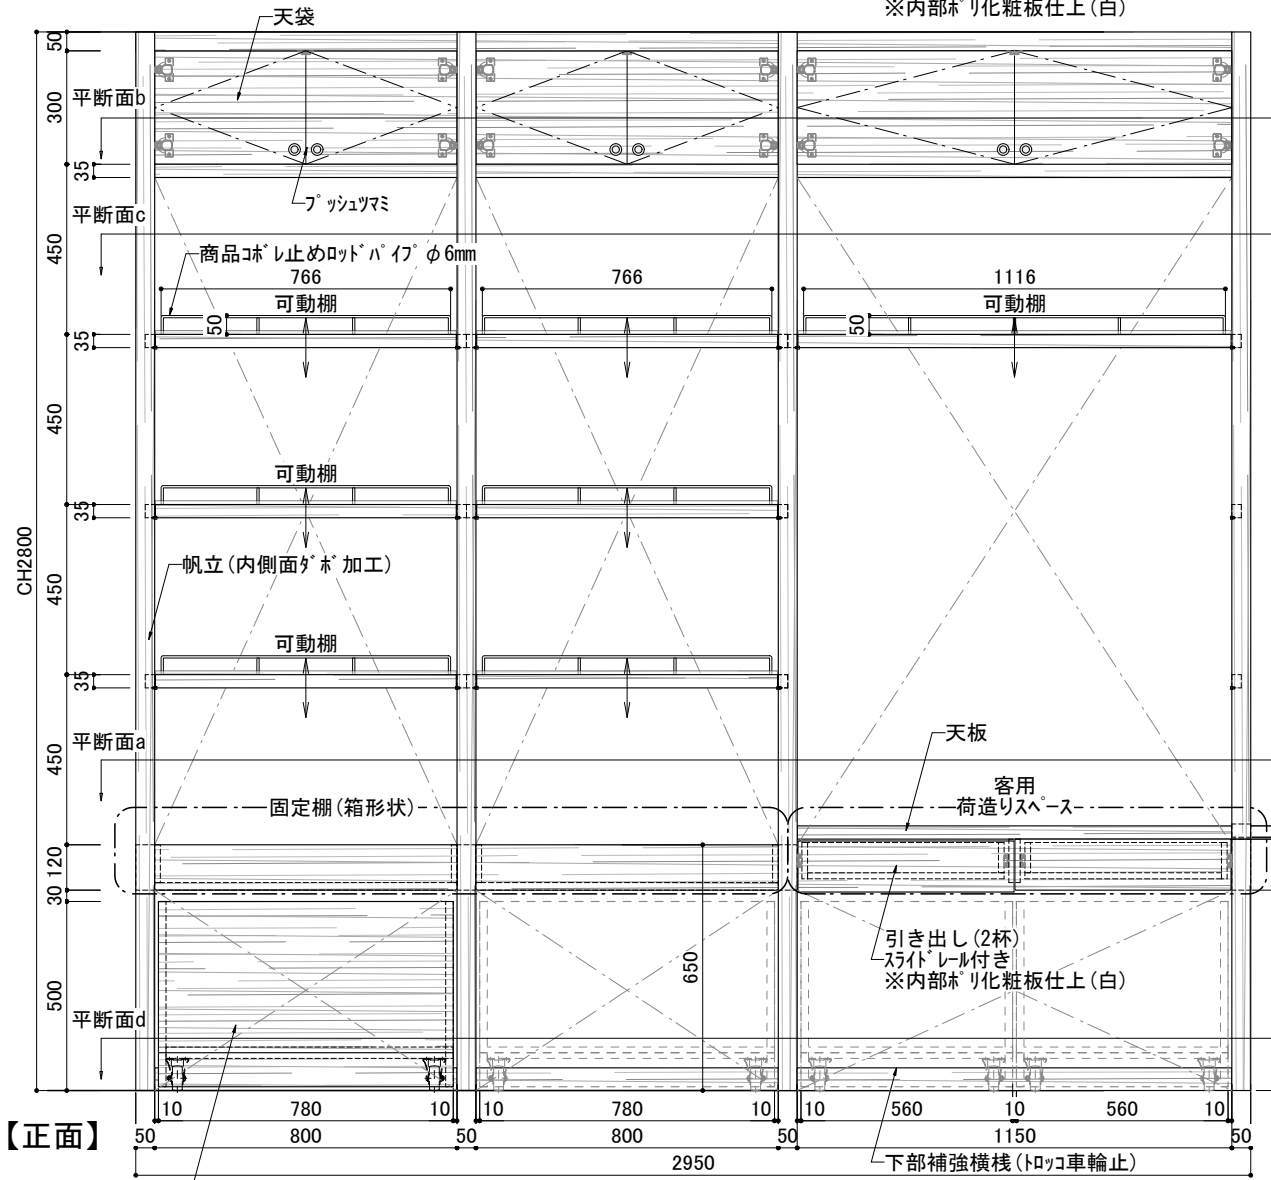 ※内部ﾎﾟﾘ化粧板仕上(白)
天袋
50
300
平断面b
35
ﾌﾟｯｼｭﾂﾏﾐ
平断面c
450
商品ｺﾎﾞﾚ止めﾛｯﾄﾞﾊﾟｲﾌﾟφ6mm
766
766
1116
可動棚
可動棚
50
50
35
450
可動棚
35
CH2800
帆立(内側面ﾀﾞﾎﾞ加工)
450
可動棚
35
平断面a
450
天板
客用
荷造りｽﾍﾟｰｽ
固定棚(箱形状)
120
30
引き出し(2杯)
ｽﾗｲﾄﾞﾚｰﾙ付き
※内部ﾎﾟﾘ化粧板仕上(白)
650
500
平断面d
10 780 10 10 780 10 10 560 10 560 10
【正面】
50 800 50 800 50 1150 50
2950
下部補強横桟(ﾄﾛｯｺ車輪止)